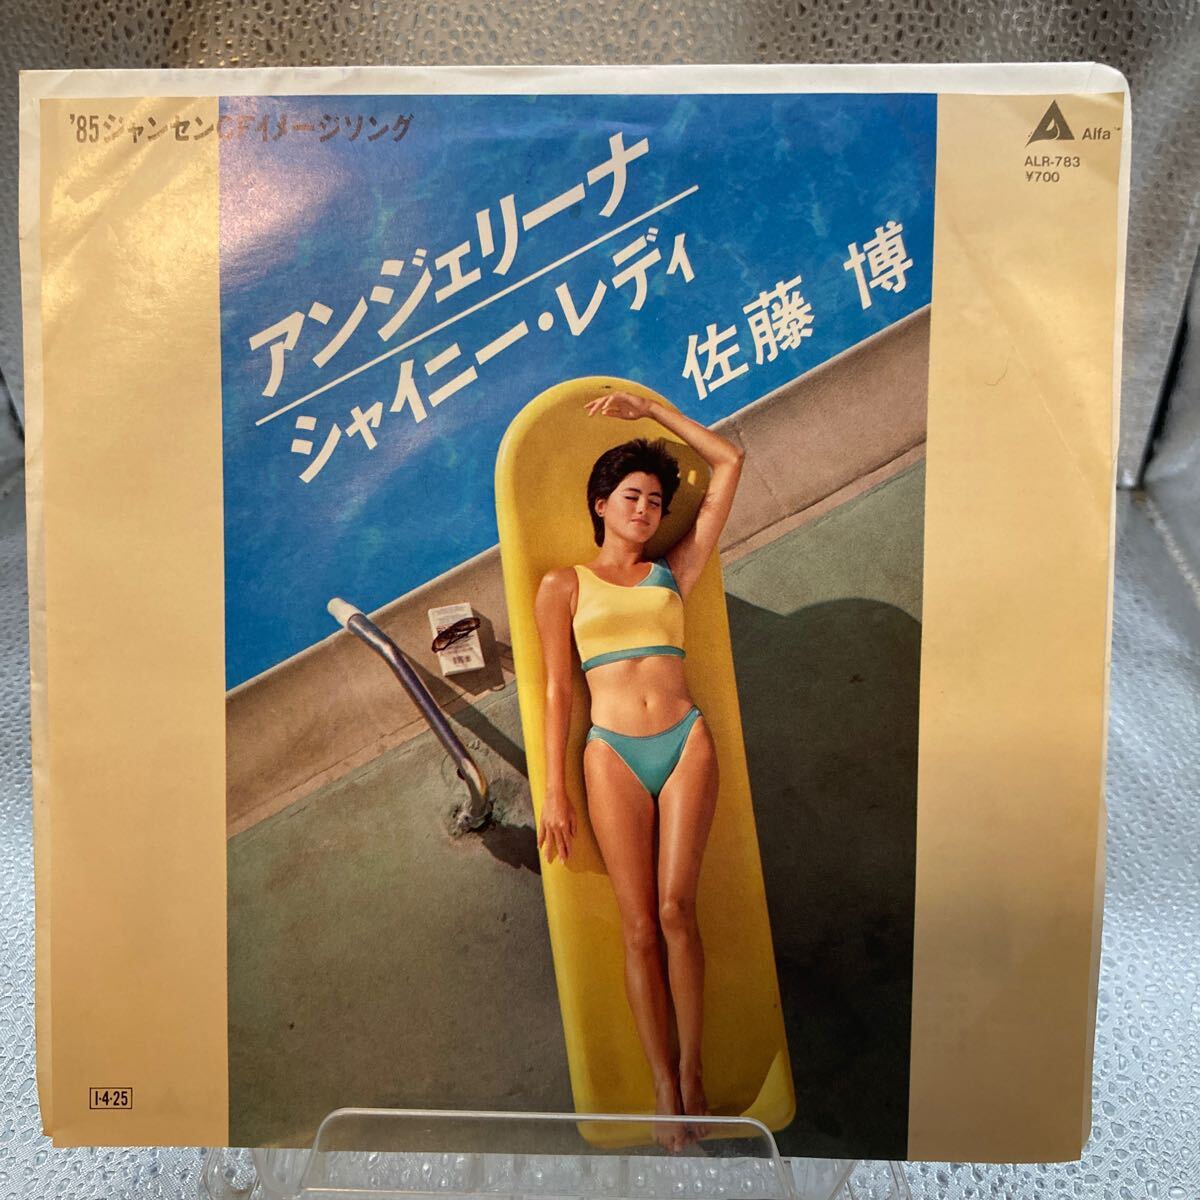 '85ジャンセンCFイメージソング
Alfa
ALR-783
¥700
アンジェリーナ
シャイニー・レディ
佐藤 博
I・4・25